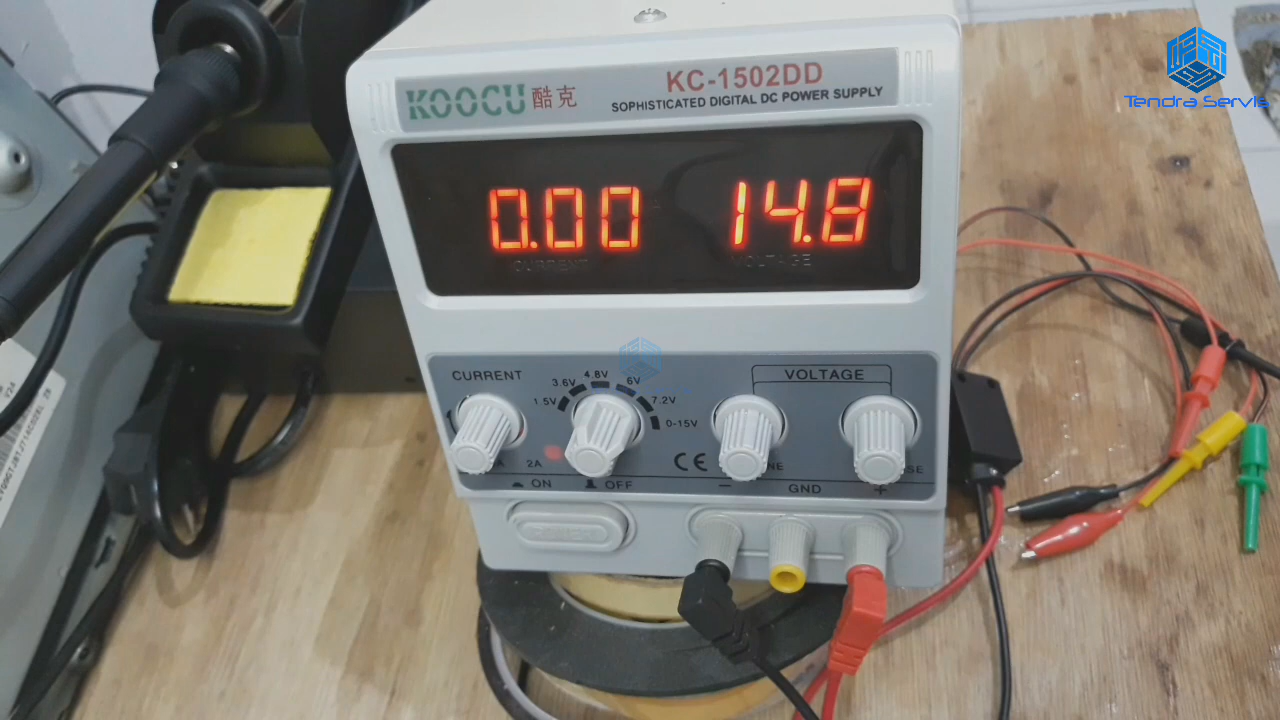 Tendra Servis
KOOCU 酷克
KC-1502DD
SOPHISTICATED DIGITAL DC POWER SUPPLY
0.00 14.8
CURRENT VOLTAGE
CURRENT
1.5V 3.6V 4.8V 6V 7.2V 0-15V
VOLTAGE
2A
CE
ON OFF
− GND +